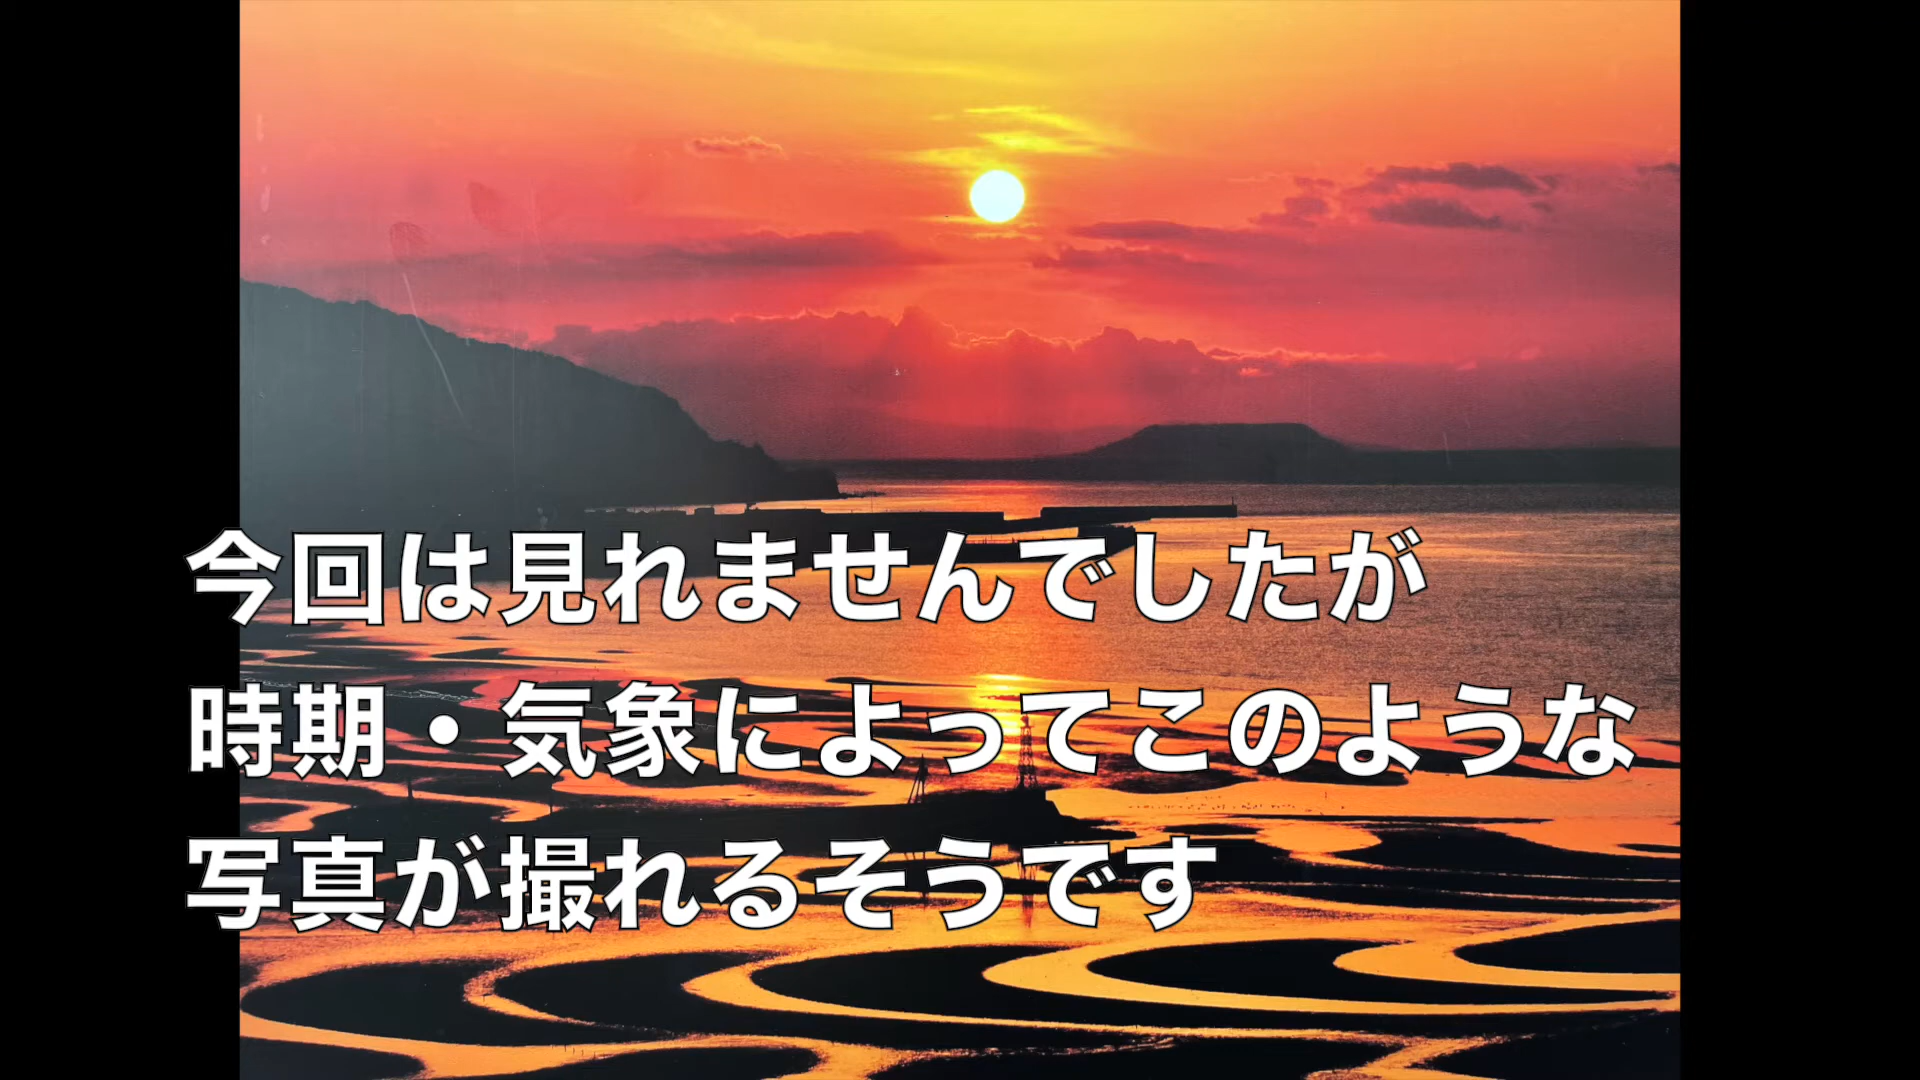 今回は見れませんでしたが
時期・気象によってこのような
写真が撮れるそうです